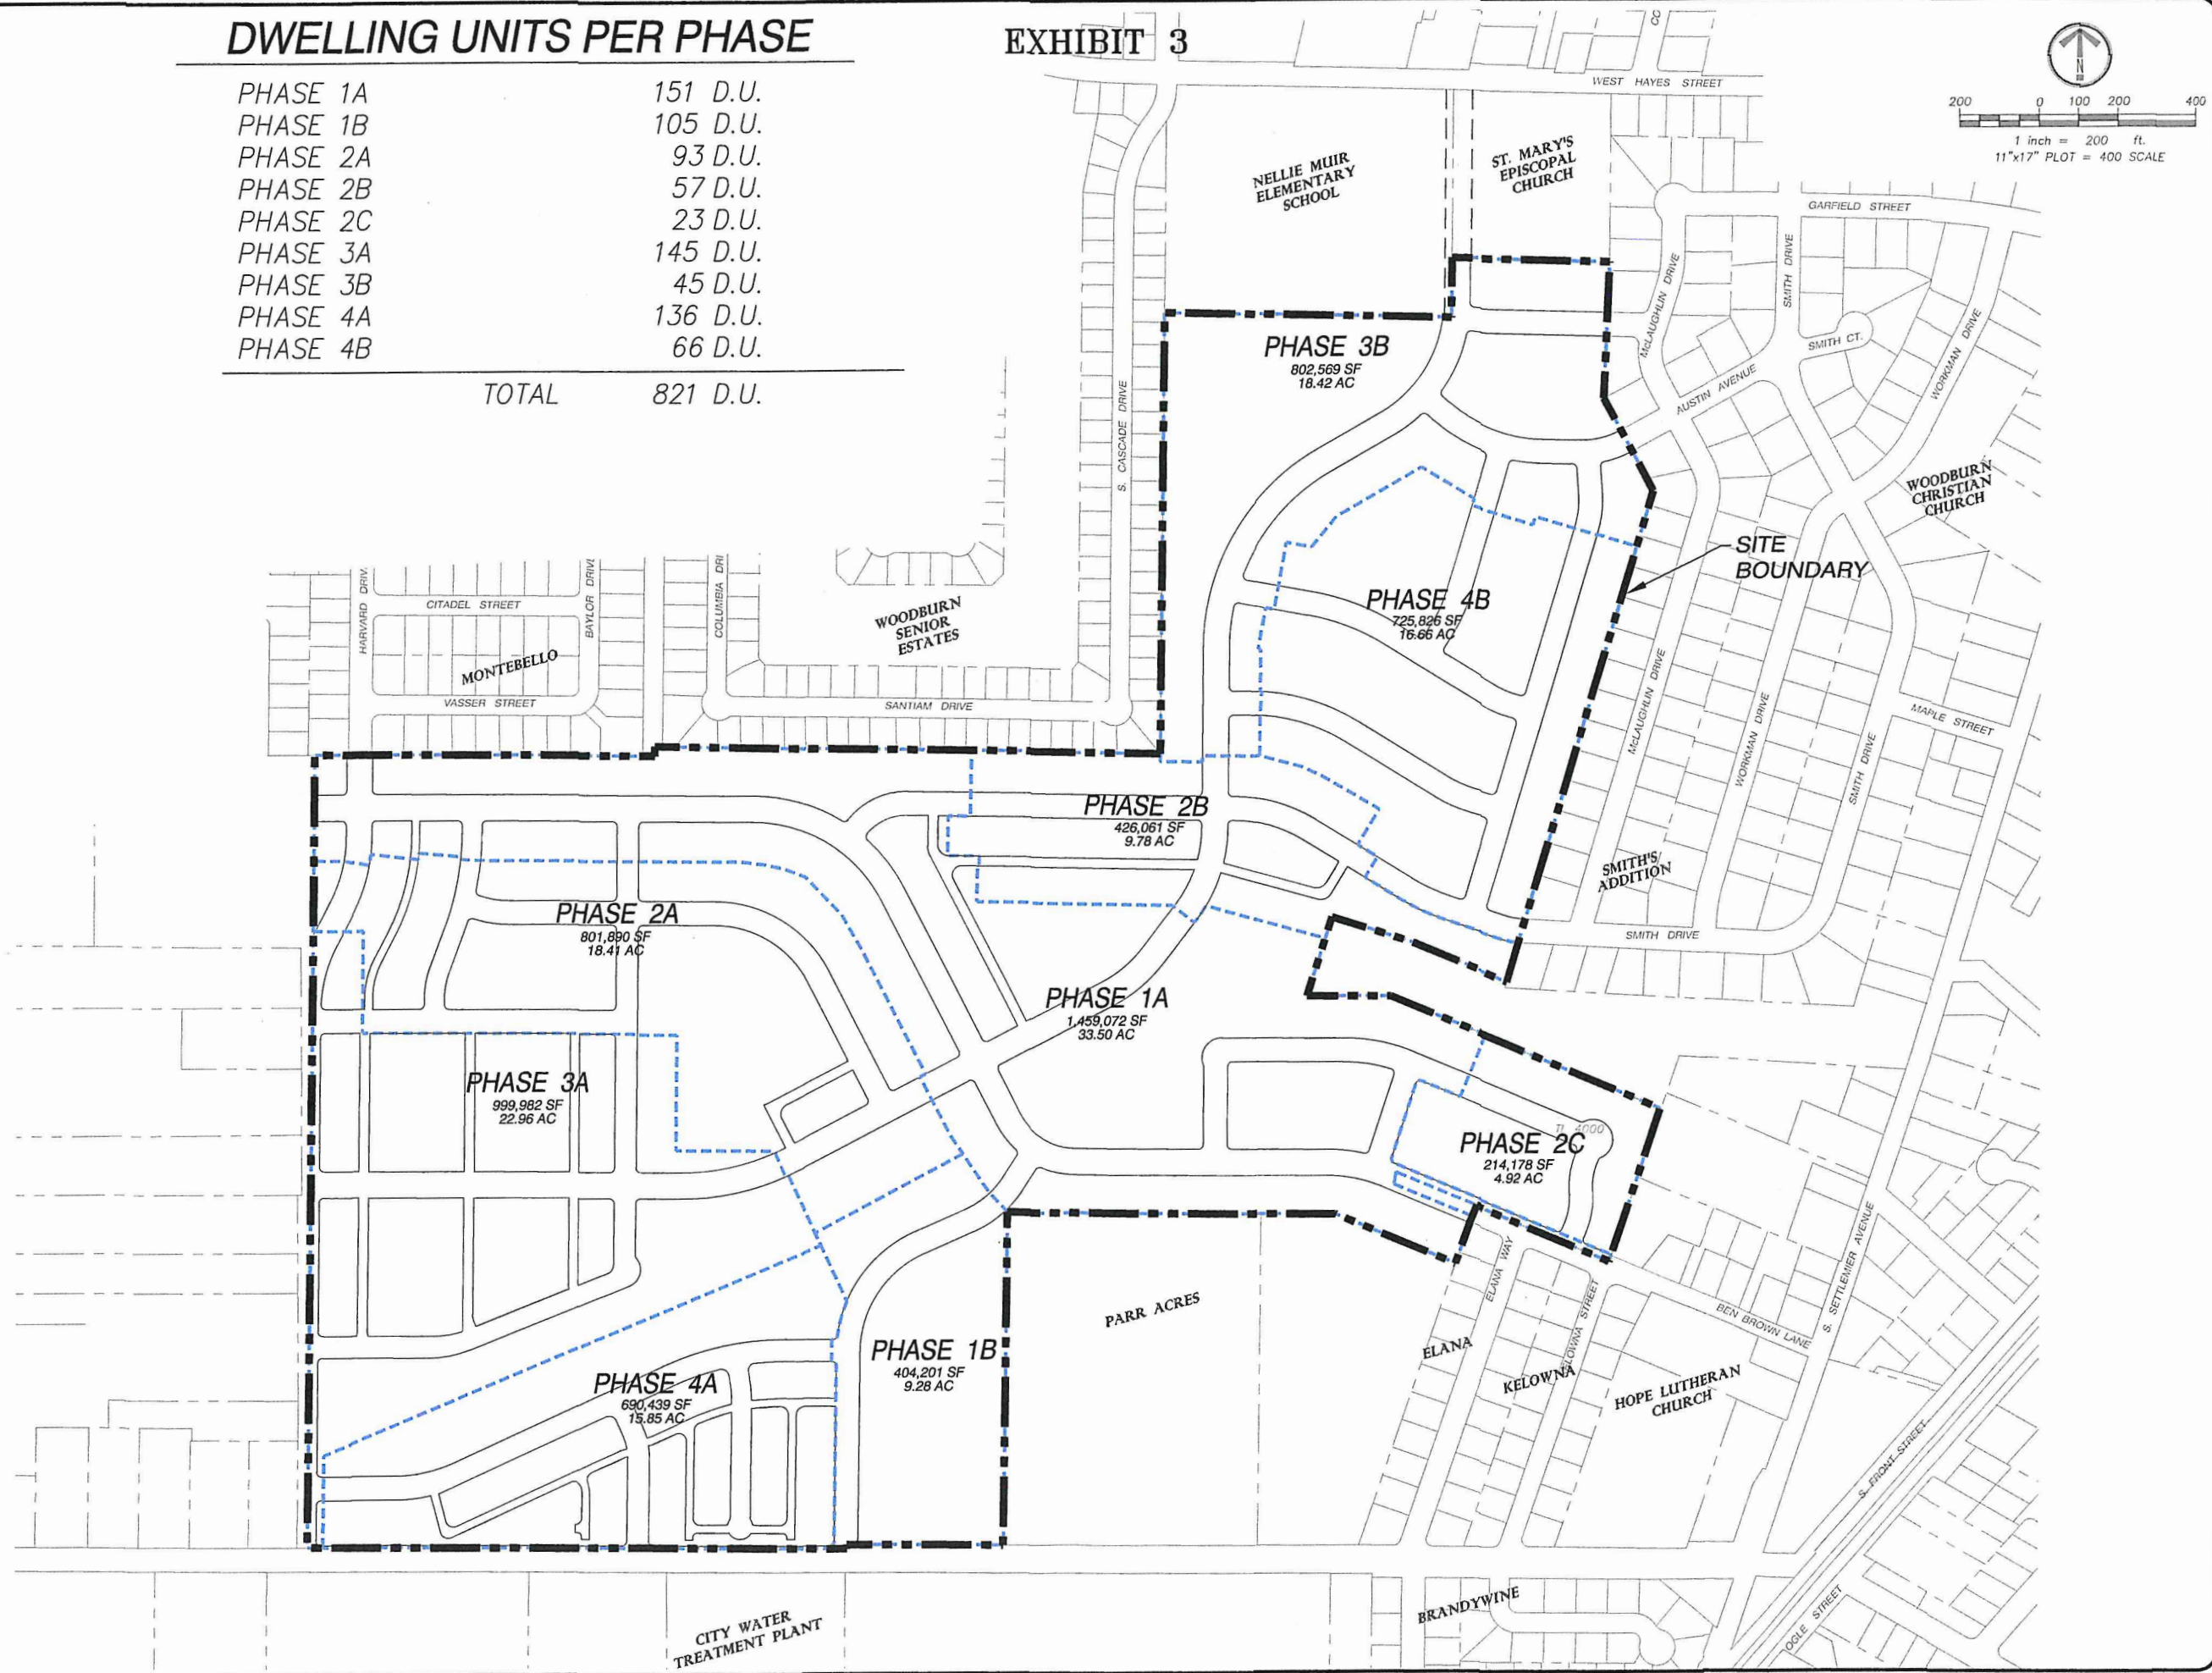 DWELLING UNITS PER PHASE
PHASE 1A 151 D.U.
PHASE 1B 105 D.U.
PHASE 2A 93 D.U.
PHASE 2B 57 D.U.
PHASE 2C 23 D.U.
PHASE 3A 145 D.U.
PHASE 3B 45 D.U.
PHASE 4A 136 D.U.
PHASE 4B 66 D.U.
TOTAL 821 D.U.
EXHIBIT 3
N
200 0 100 200 400
1 inch = 200 ft.
11"x17" PLOT = 400 SCALE
WEST HAYES STREET
NELLIE MUIR
ELEMENTARY
SCHOOL
ST. MARY'S
EPISCOPAL
CHURCH
GARFIELD STREET
McLAUGHLIN DRIVE
SMITH DRIVE
SMITH CT.
WORKMAN DRIVE
AUSTIN AVENUE
S. CASCADE DRIVE
PHASE 3B
802,569 SF
18.42 AC
WOODBURN
CHRISTIAN
CHURCH
SITE
BOUNDARY
PHASE 4B
725,826 SF
16.66 AC
HARVARD DRIV
CITADEL STREET
BAYLOR DRIVE
COLUMBIA DRI
MONTEBELLO
VASSER STREET
WOODBURN
SENIOR
ESTATES
SANTIAM DRIVE
McLAUGHLIN DRIVE
WORKMAN DRIVE
SMITH DRIVE
MAPLE STREET
PHASE 2B
426,061 SF
9.78 AC
SMITH'S
ADDITION
SMITH DRIVE
PHASE 2A
801,890 SF
18.41 AC
PHASE 1A
1,459,072 SF
33.50 AC
PHASE 3A
999,982 SF
22.96 AC
TL 4000
PHASE 2C
214,178 SF
4.92 AC
S. SETTLEMIER AVENUE
ELANA WAY
KELOWNA STREET
BEN BROWN LANE
PARR ACRES
ELANA
KELOWNA
HOPE LUTHERAN
CHURCH
PHASE 1B
404,201 SF
9.28 AC
PHASE 4A
690,439 SF
15.85 AC
S. FRONT STREET
OGLE STREET
BRANDYWINE
CITY WATER
TREATMENT PLANT